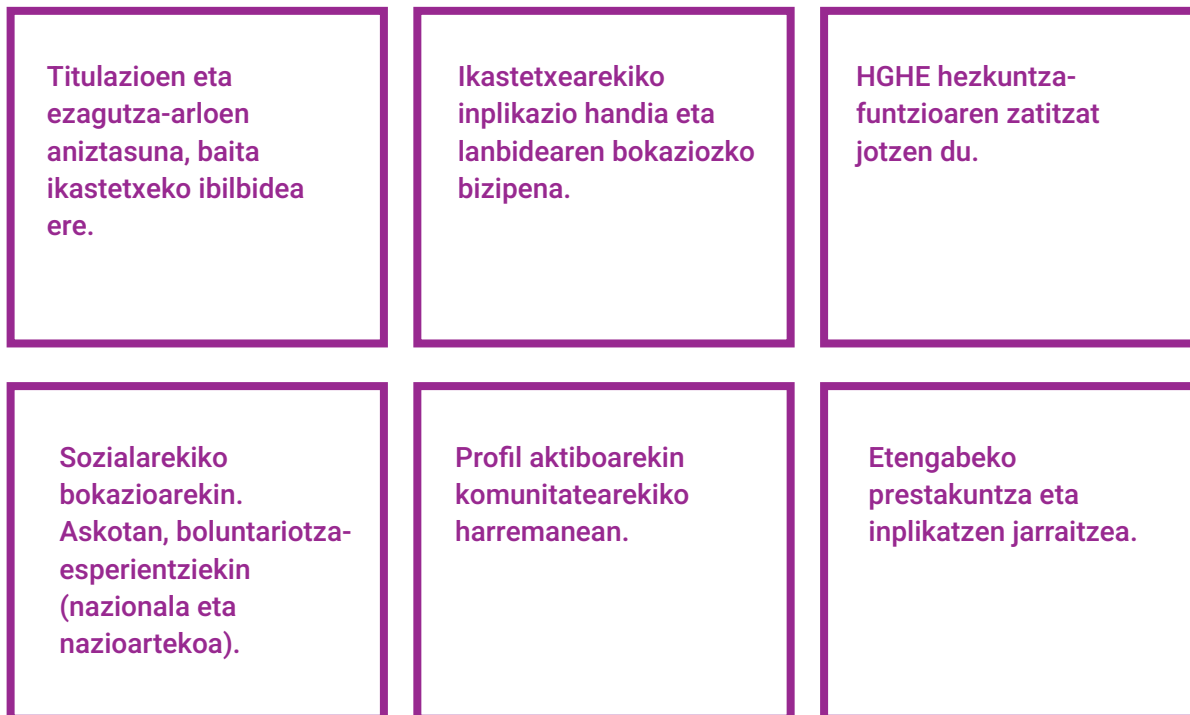 Titulazioen eta
ezagutza-arloen
aniztasuna, baita
ikastetxeko ibilbidea
ere.
Ikastetxearekiko
inplikazio handia eta
lanbidearen bokaziozko
bizipena.
HGHE hezkuntza-
funtzioaren zatitzat
jotzen du.
Sozialarekiko
bokazioarekin.
Askotan, boluntariotza-
esperientziekin
(nazionala eta
nazioartekoa).
Profil aktiboarekin
komunitatearekiko
harremanean.
Etengabeko
prestakuntza eta
inplikatzen jarraitzea.